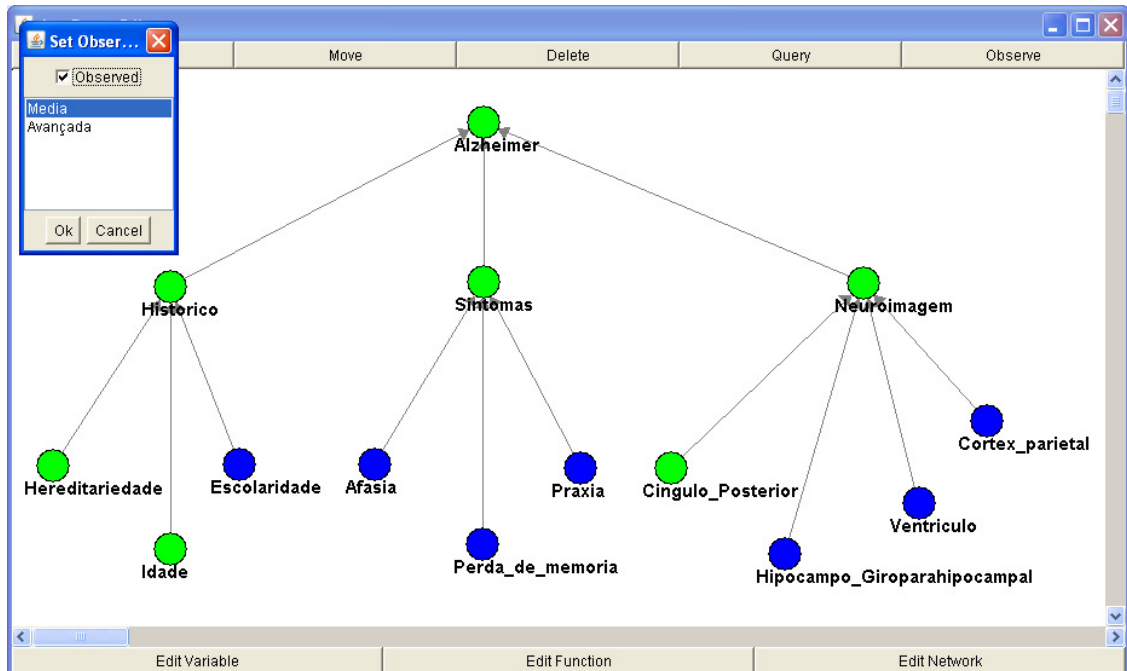 Set Obser...
Move Delete Query Observe
Observed
Media
Avançada
Ok Cancel
Alzheimer
Historico Sintomas Neuroimagem
Cortex_parietal
Hereditariedade Escolaridade Afasia Praxia Cingulo_Posterior
Ventriculo
Idade Perda_de_memoria Hipocampo_Giroparahipocampal
Edit Variable Edit Function Edit Network